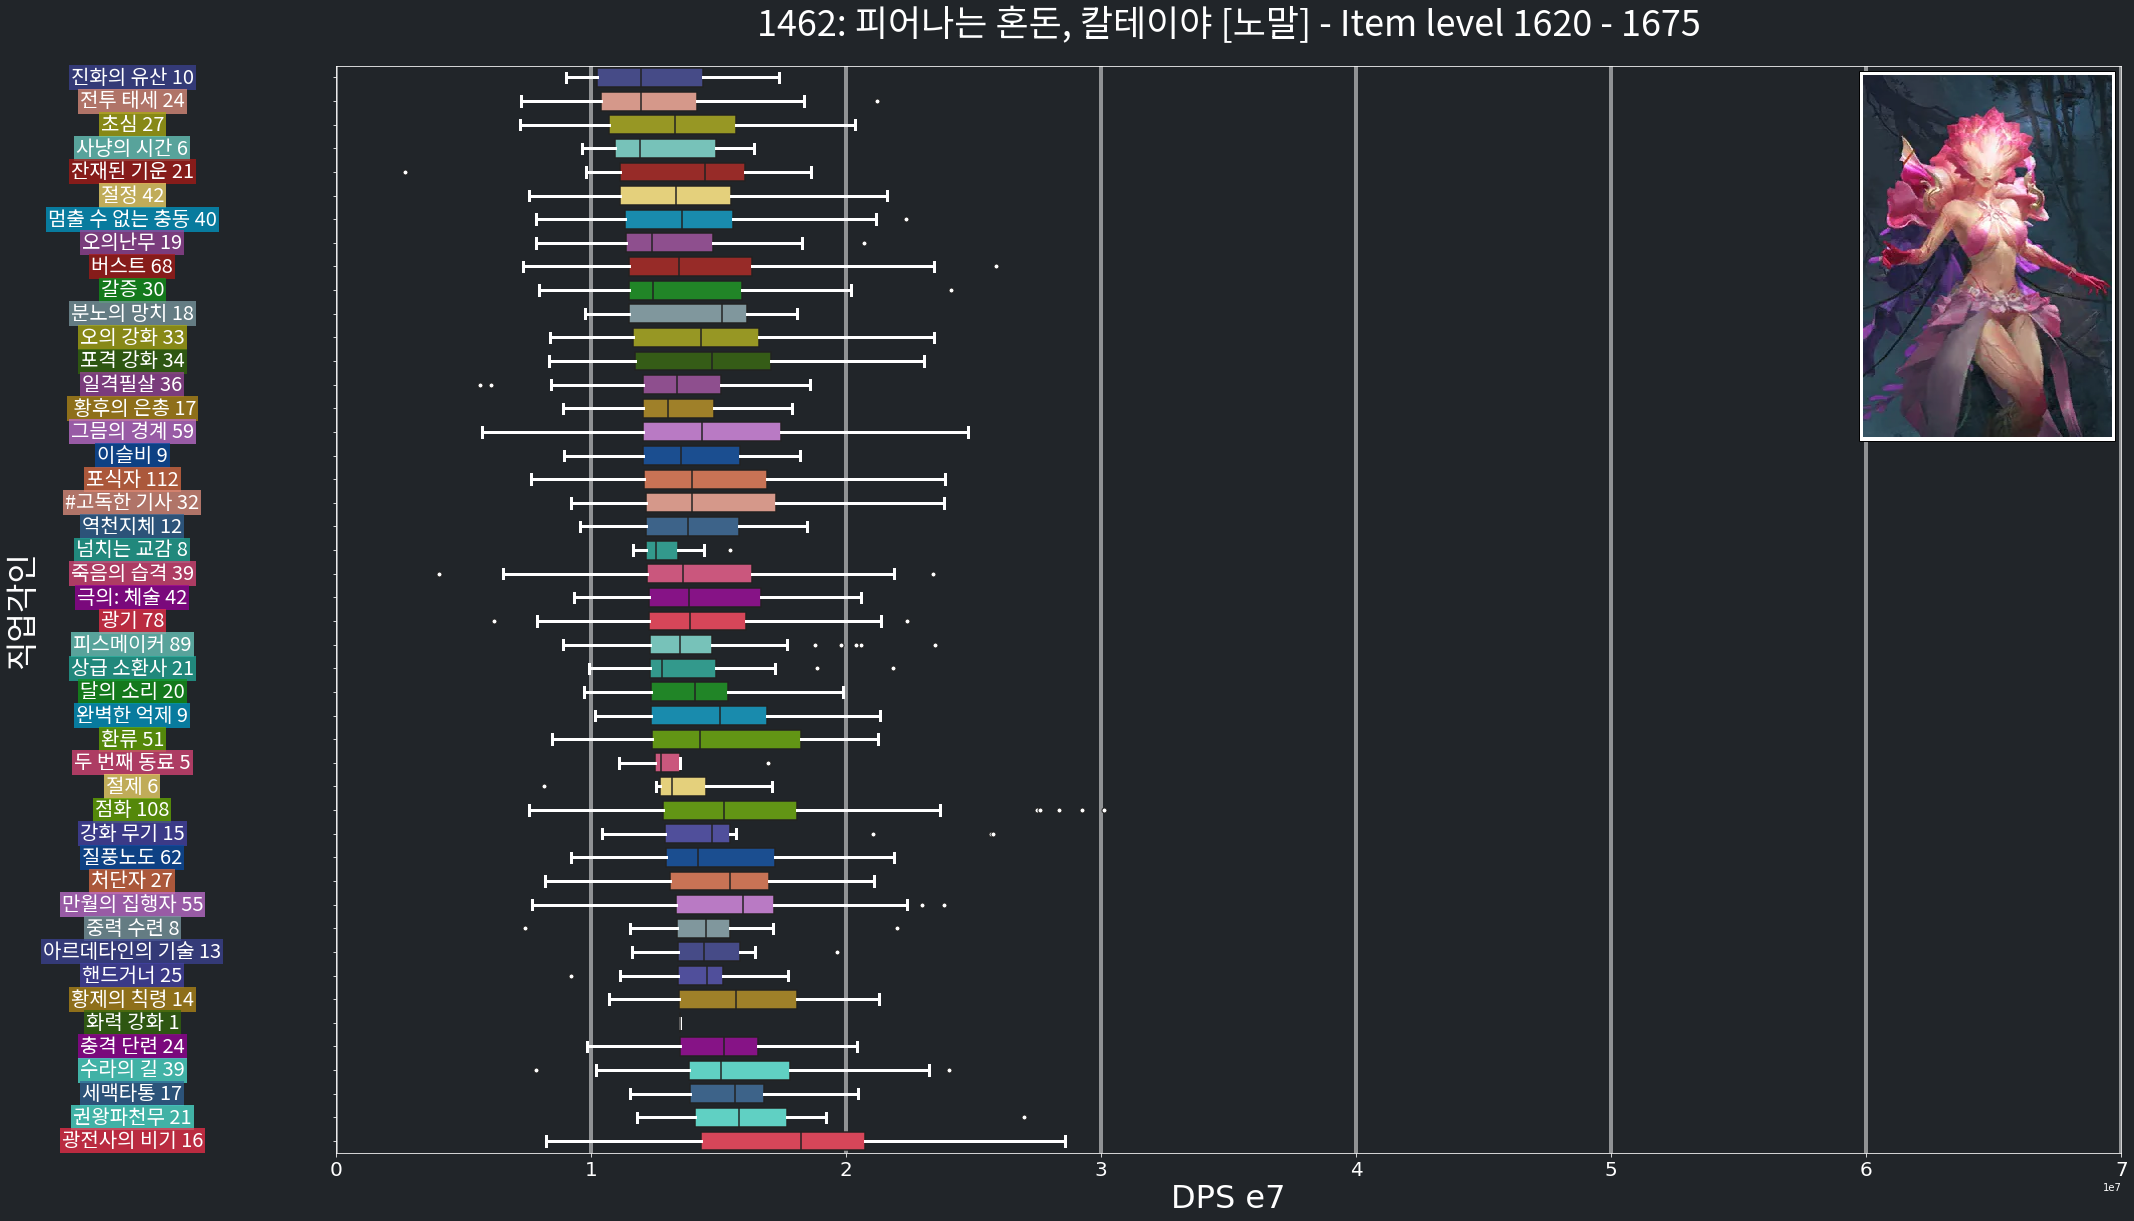 1462: 피어나는 혼돈, 칼테이야 [노말] - Item level 1620 - 1675
진화의 유산 10
전투 태세 24
초심 27
사냥의 시간 6
잔재된 기운 21
절정 42
멈출 수 없는 충동 40
오의난무 19
버스트 68
갈증 30
분노의 망치 18
오의 강화 33
포격 강화 34
일격필살 36
황후의 은총 17
그믐의 경계 59
이슬비 9
포식자 112
#고독한 기사 32
역천지체 12
넘치는 교감 8
죽음의 습격 39
극의: 체술 42
광기 78
피스메이커 89
상급 소환사 21
달의 소리 20
완벽한 억제 9
환류 51
두 번째 동료 5
절제 6
점화 108
강화 무기 15
질풍노도 62
처단자 27
만월의 집행자 55
중력 수련 8
아르데타인의 기술 13
핸드거너 25
황제의 칙령 14
화력 강화 1
충격 단련 24
수라의 길 39
세맥타통 17
권왕파천무 21
광전사의 비기 16
직업각인
0 1 2 3 4 5 6 7
1e7
DPS e7